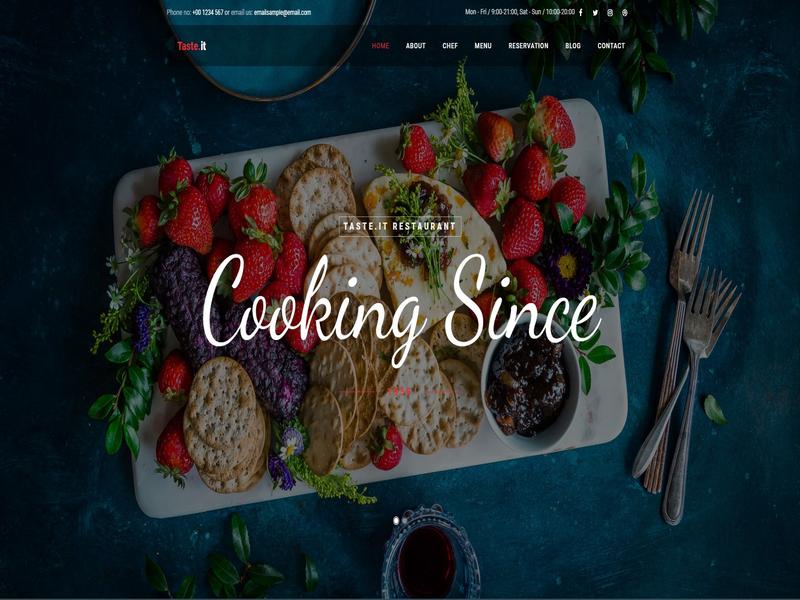 Phone no: +00 1234 567 or email us: emailsample@email.com
Mon - Fri / 9:00-21:00, Sat - Sun / 10:00-20:00
Taste.it
HOME ABOUT CHEF MENU RESERVATION BLOG CONTACT
TASTE.IT RESTAURANT
Cooking Since